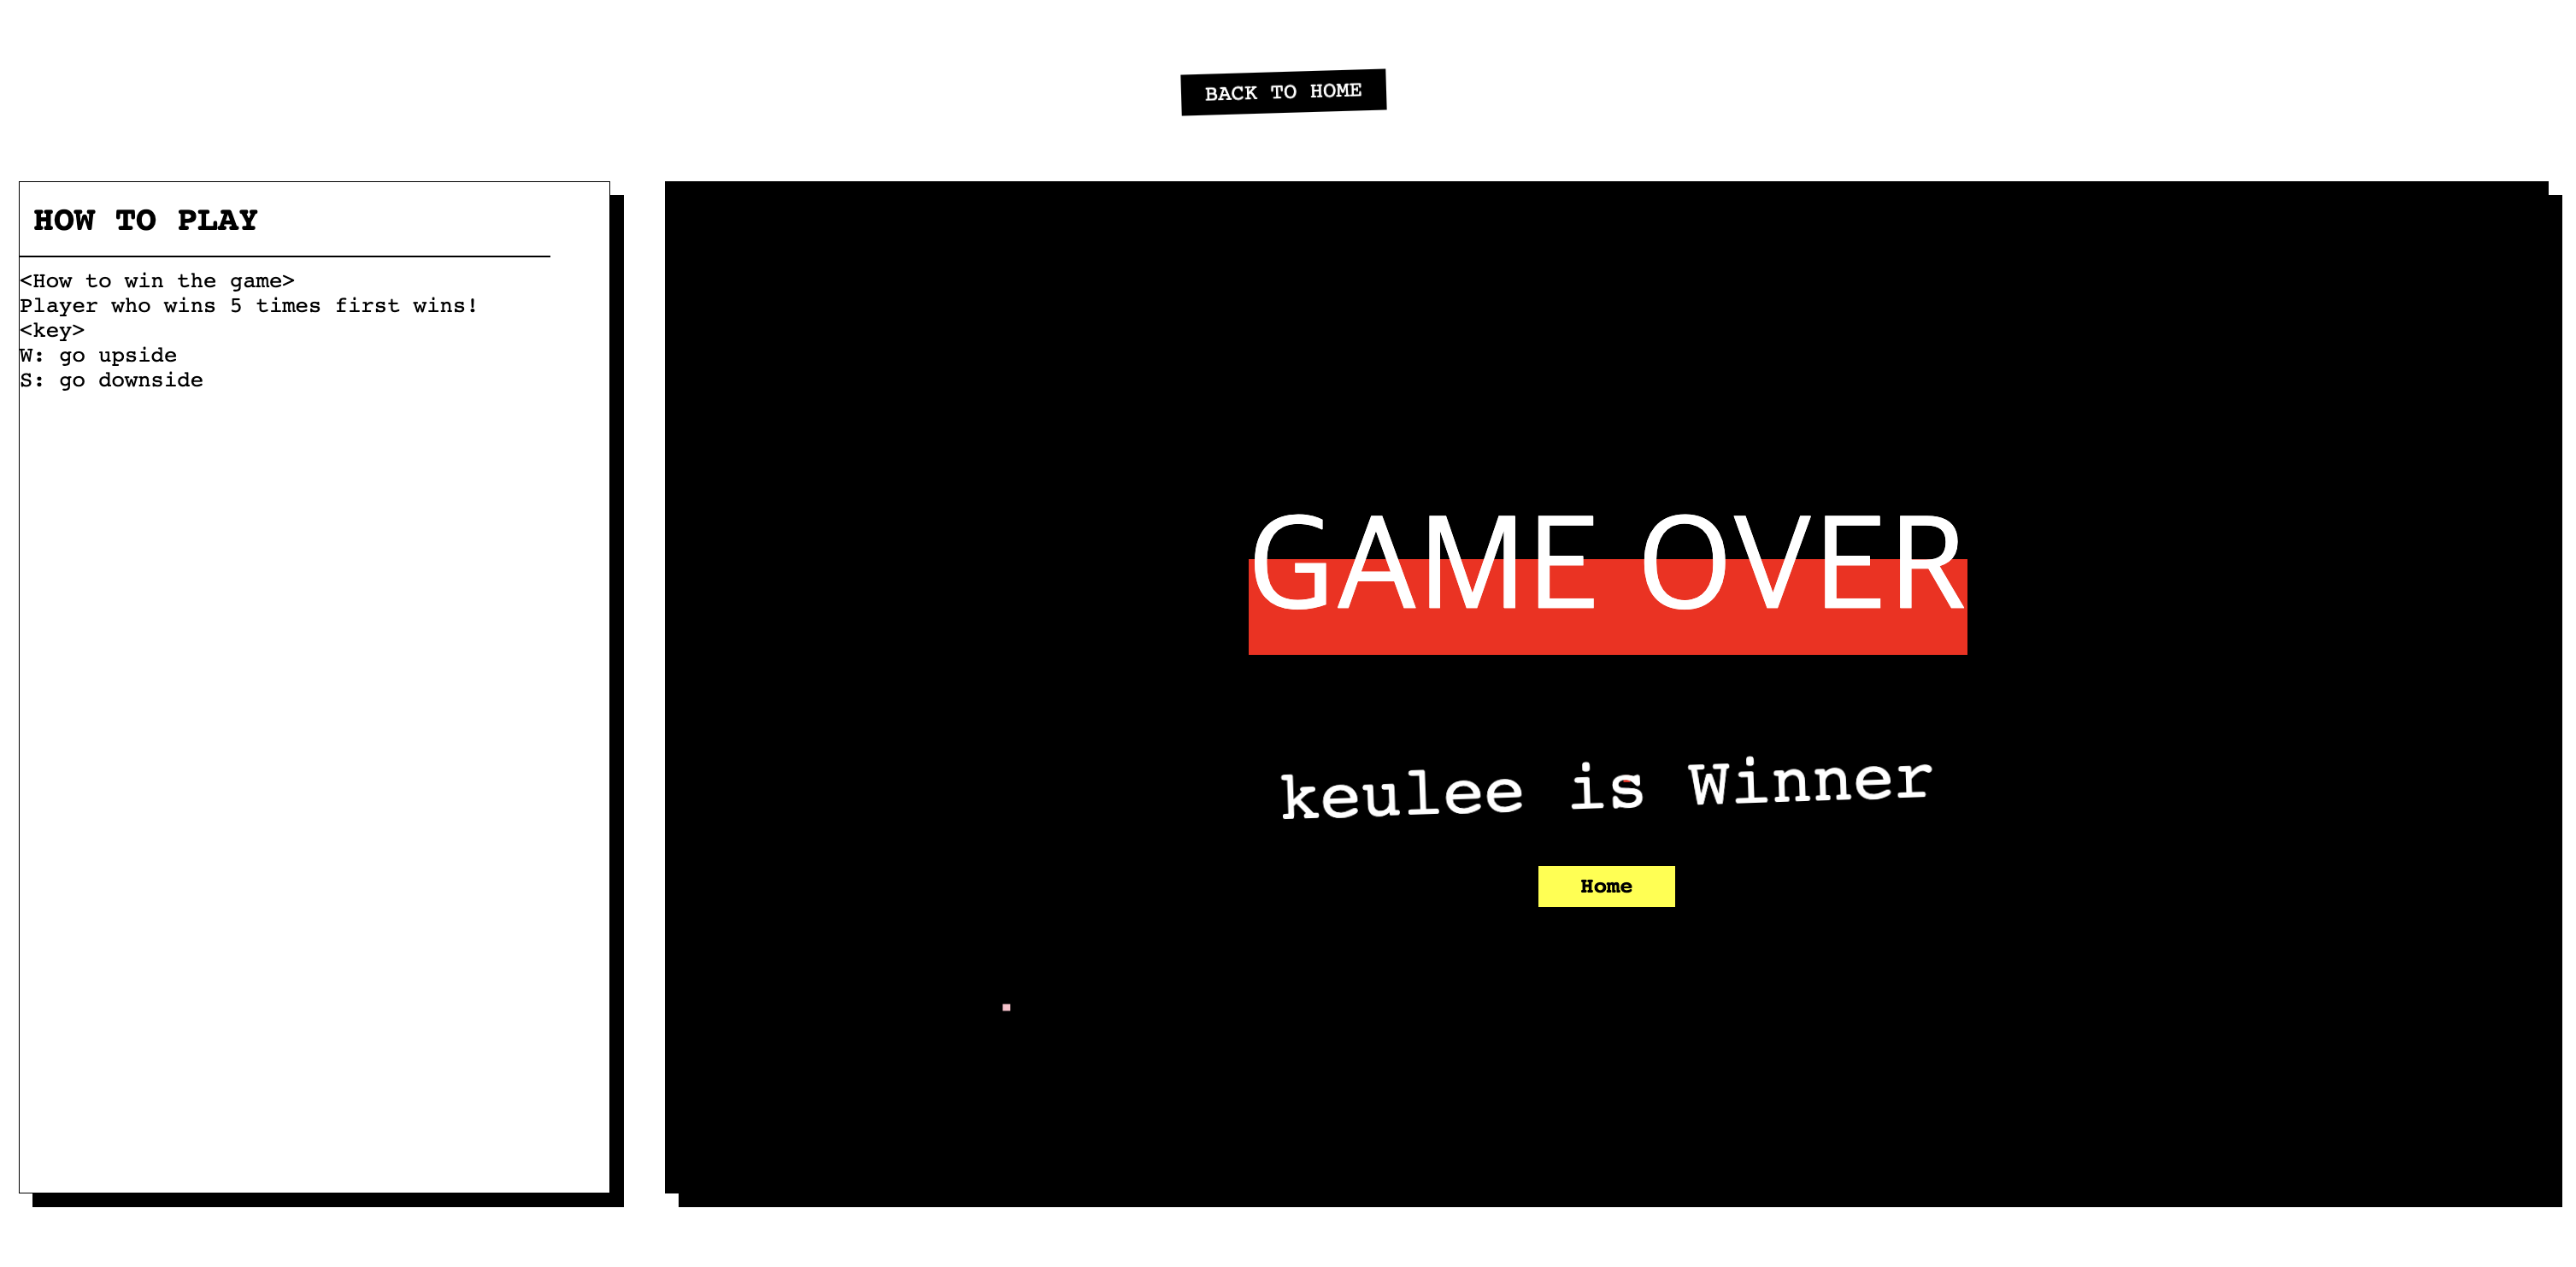 BACK TO HOME
HOW TO PLAY
<How to win the game>
Player who wins 5 times first wins!
<key>
W: go upside
S: go downside
GAME OVER
keulee is Winner
Home